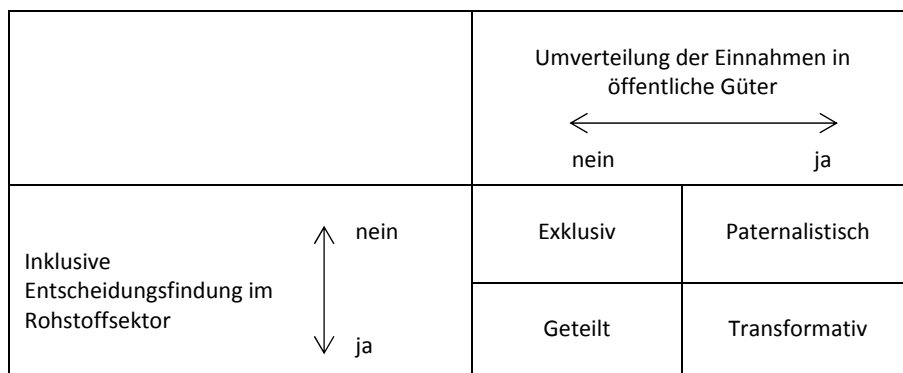 Umverteilung der Einnahmen in
öffentliche Güter
nein ja
Inklusive
Entscheidungsfindung im
Rohstoffsektor
nein
ja
Exklusiv Paternalistisch
Geteilt Transformativ